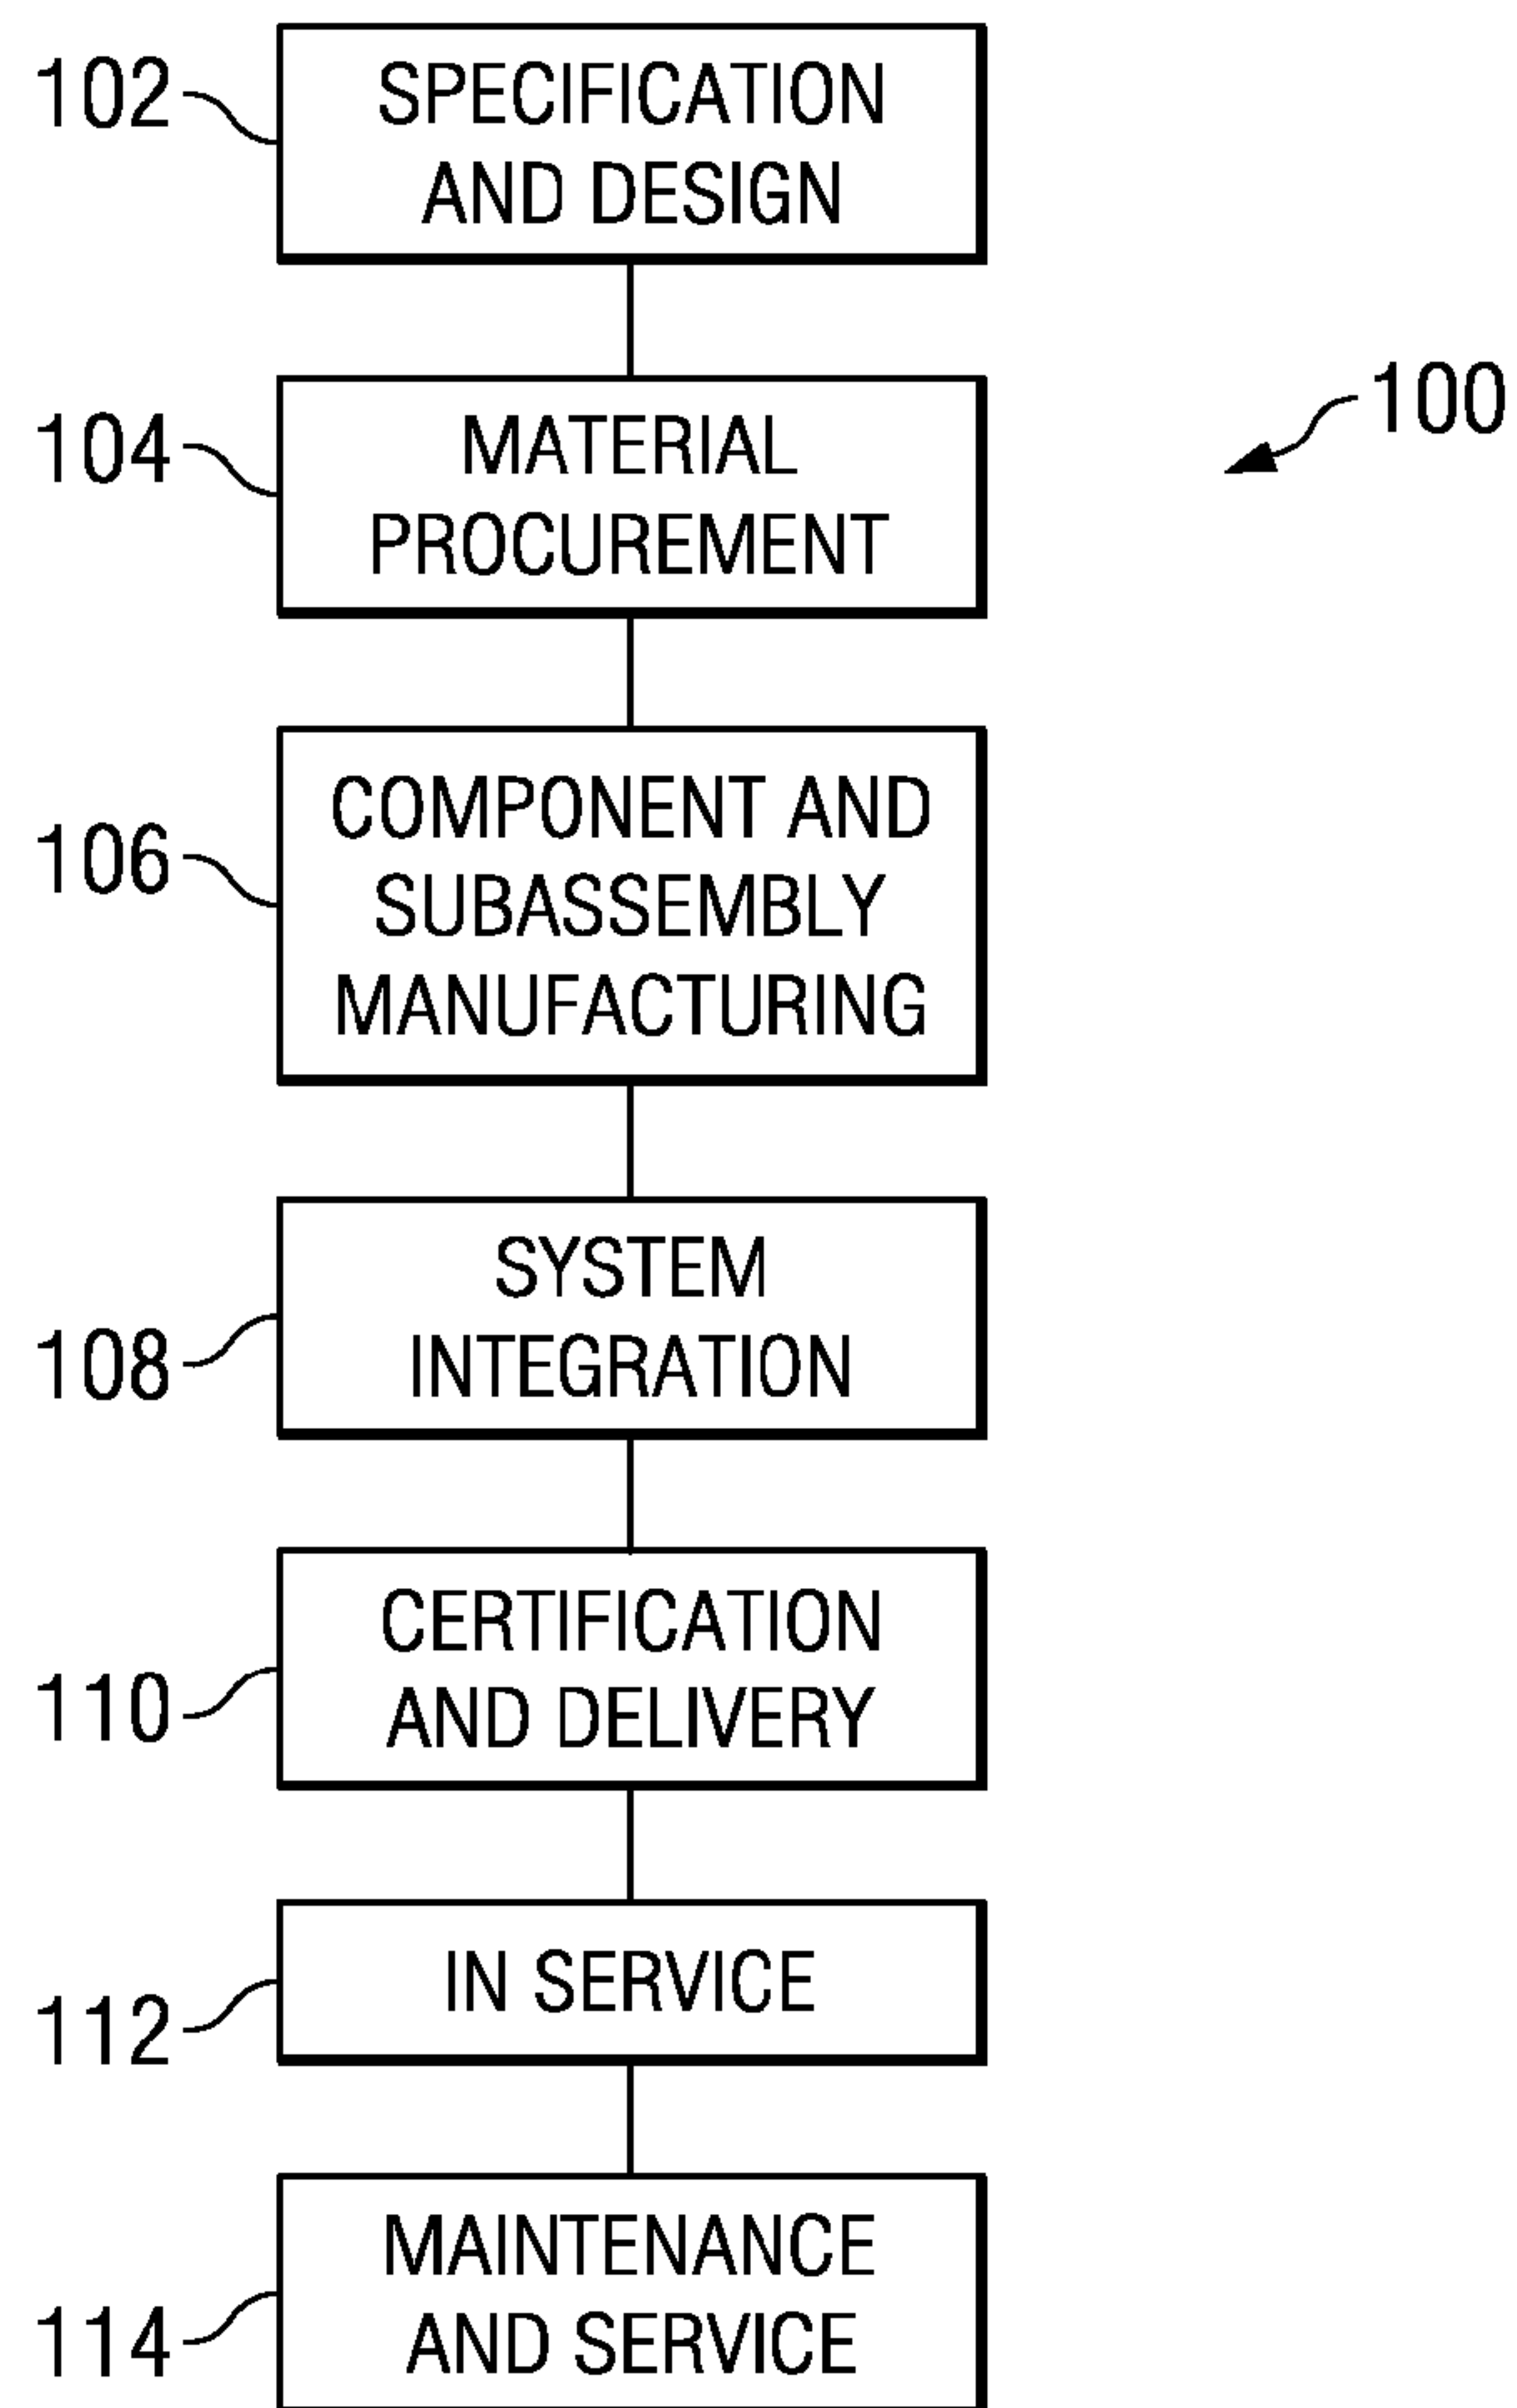 102
SPECIFICATION
AND DESIGN
100
104
MATERIAL
PROCUREMENT
106
COMPONENT AND
SUBASSEMBLY
MANUFACTURING
108
SYSTEM
INTEGRATION
110
CERTIFICATION
AND DELIVERY
112
IN SERVICE
114
MAINTENANCE
AND SERVICE